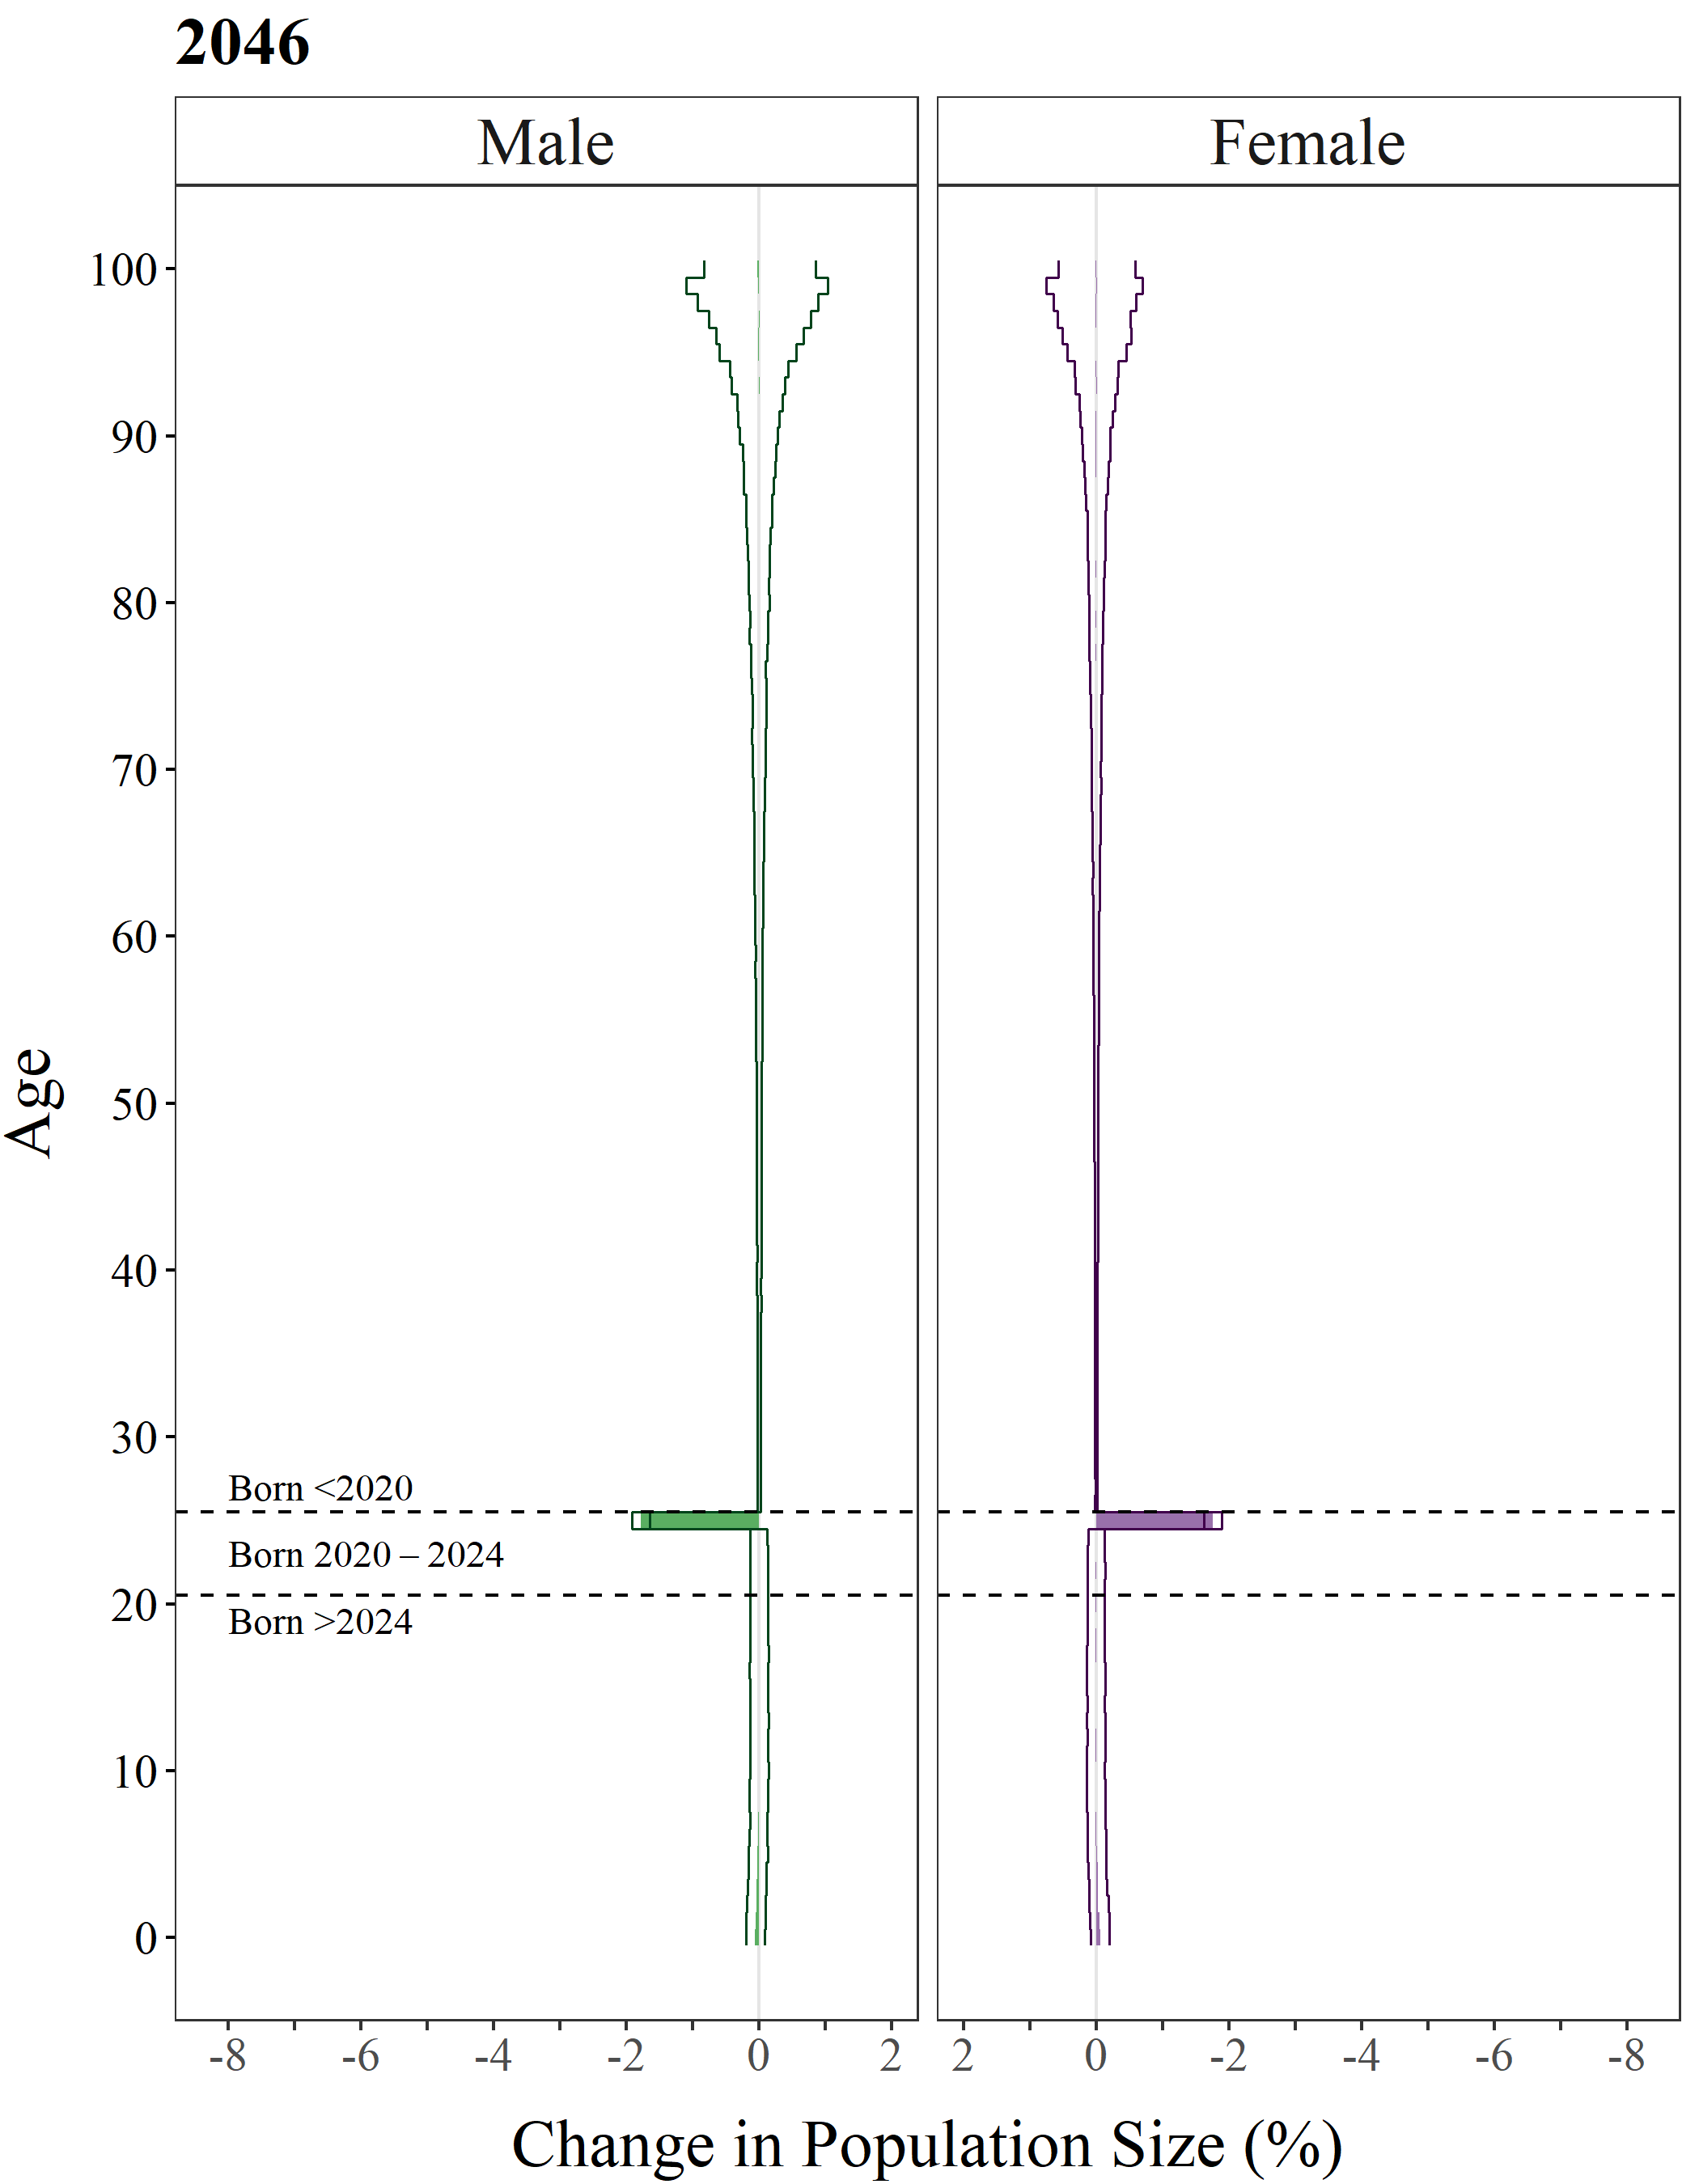 2046
Male
Female
100
90
80
70
60
50
40
30
20
10
0
Age
Born <2020
Born 2020 – 2024
Born >2024
-8 -6 -4 -2 0 2 2 0 -2 -4 -6 -8
Change in Population Size (%)